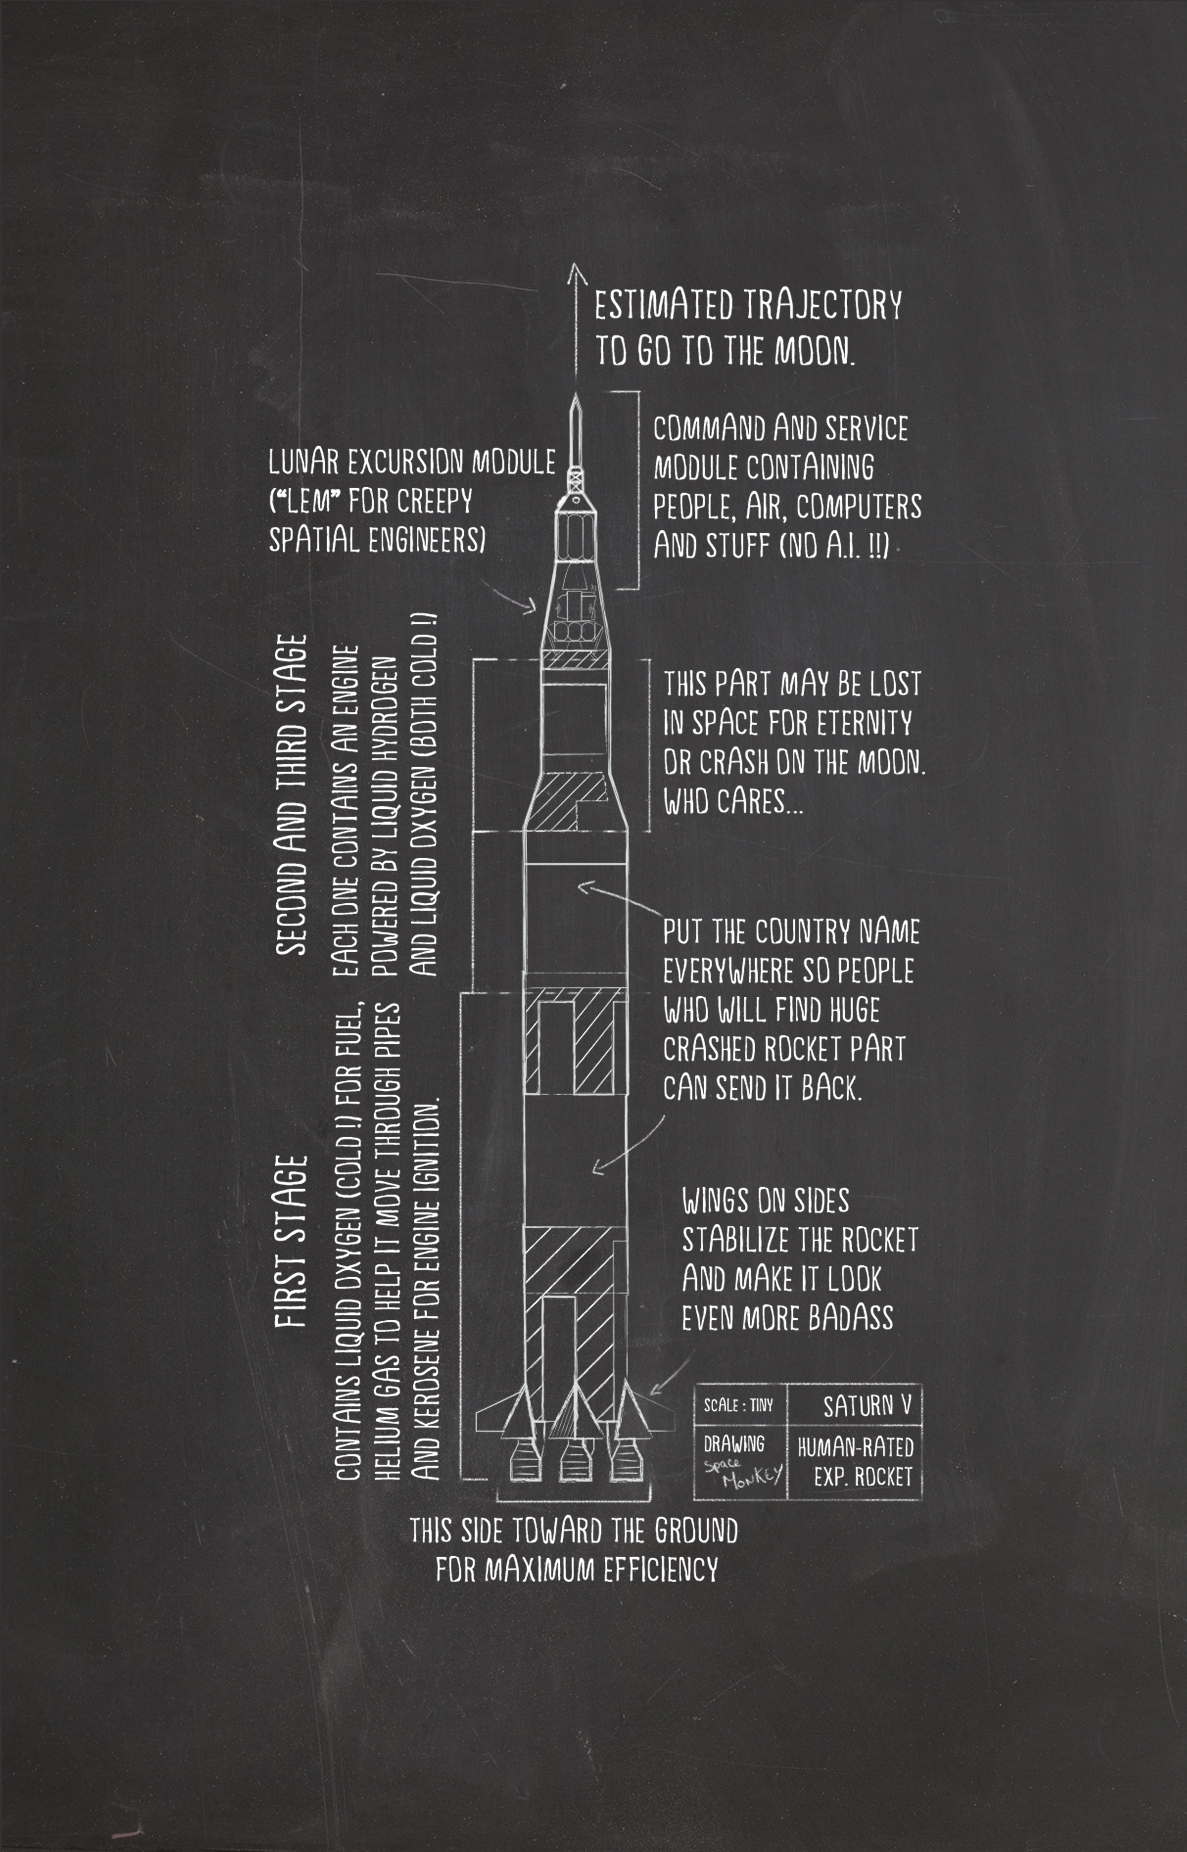 ESTIMATED TRAJECTORY
TO GO TO THE MOON.
COMMAND AND SERVICE
MODULE CONTAINING
PEOPLE, AIR, COMPUTERS
AND STUFF (NO A.I. !!)
LUNAR EXCURSION MODULE
("LEM" FOR CREEPY
SPATIAL ENGINEERS)
SECOND AND THIRD STAGE
EACH ONE CONTAINS AN ENGINE
POWERED BY LIQUID HYDROGEN
AND LIQUID OXYGEN (BOTH COLD !)
THIS PART MAY BE LOST
IN SPACE FOR ETERNITY
OR CRASH ON THE MOON.
WHO CARES...
PUT THE COUNTRY NAME
EVERYWHERE SO PEOPLE
WHO WILL FIND HUGE
CRASHED ROCKET PART
CAN SEND IT BACK.
FIRST STAGE
CONTAINS LIQUID OXYGEN (COLD !) FOR FUEL,
HELIUM GAS TO HELP IT MOVE THROUGH PIPES
AND KEROSENE FOR ENGINE IGNITION.
WINGS ON SIDES
STABILIZE THE ROCKET
AND MAKE IT LOOK
EVEN MORE BADASS
SCALE : TINY
SATURN V
DRAWING
Space
MONKEY
HUMAN-RATED
EXP. ROCKET
THIS SIDE TOWARD THE GROUND
FOR MAXIMUM EFFICIENCY